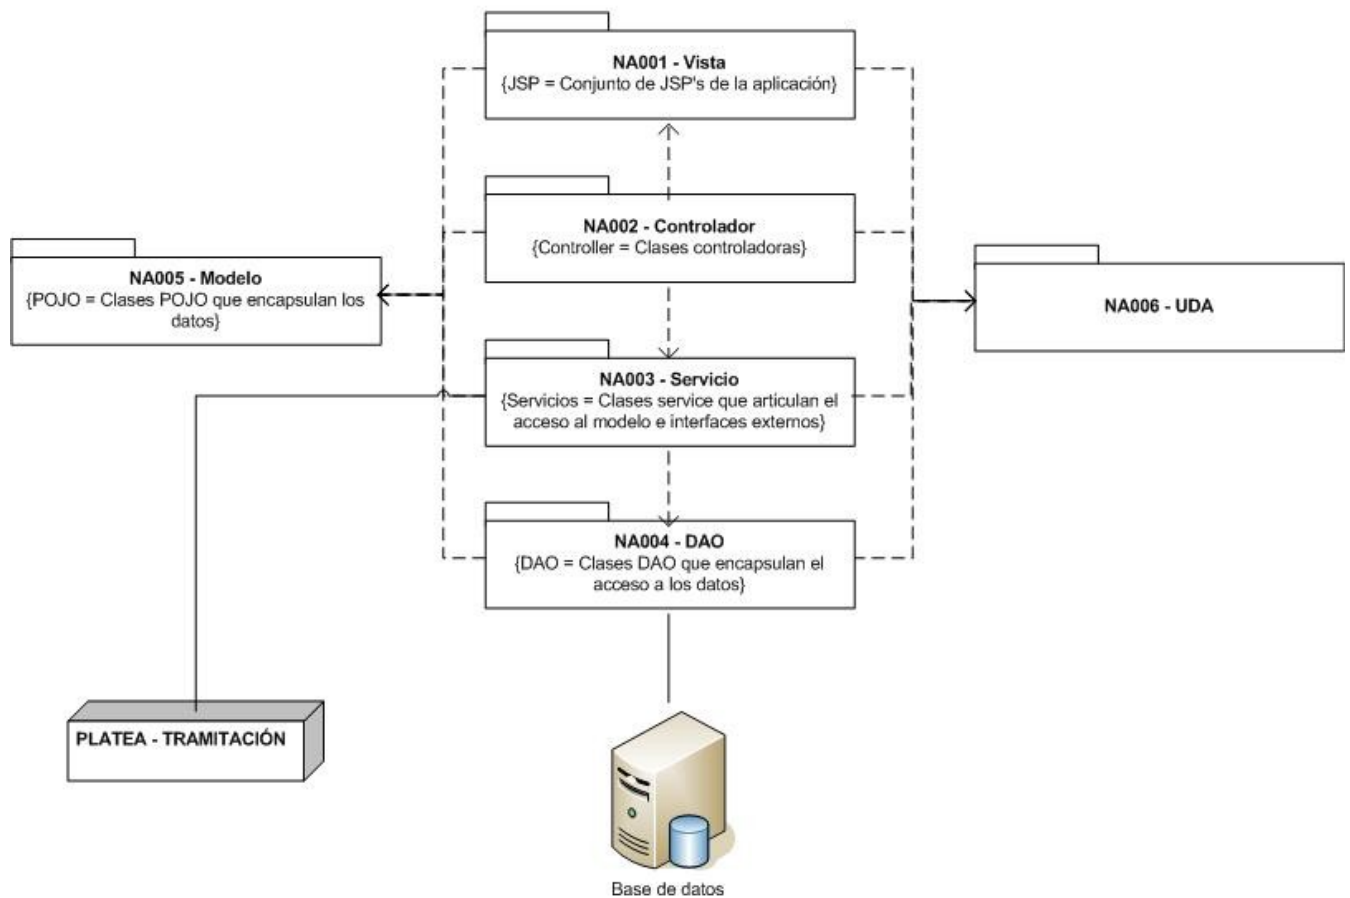 NA001 - Vista
{JSP = Conjunto de JSP's de la aplicación}
NA002 - Controlador
{Controller = Clases controladoras}
NA005 - Modelo
{POJO = Clases POJO que encapsulan los
datos}
NA006 - UDA
NA003 - Servicio
{Servicios = Clases service que articulan el
acceso al modelo e interfaces externos}
NA004 - DAO
{DAO = Clases DAO que encapsulan el
acceso a los datos}
PLATEA - TRAMITACIÓN
Base de datos